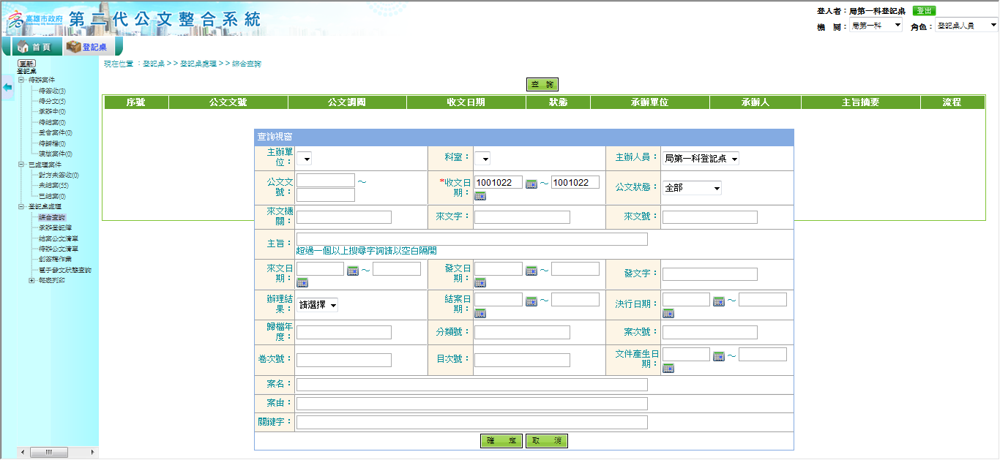 高雄市政府 第二代公文整合系統
登入者：局第一科登記桌 登出
機 關：局第一科 角色：登記桌人員
首頁 登記桌
現在位置 ：登記桌>>登記桌處理>>綜合查詢
更新
登記桌
待辦案件
待簽收(3)
待分文(5)
承辦中(0)
待結案(0)
受會案件(0)
待歸檔(0)
陳核案件(0)
已處理案件
對方未簽收(0)
未結案(55)
已結案(0)
登記桌處理
綜合查詢
承辦登記簿
結案公文清單
待辦公文清單
創簽稿作業
電子發文狀態查詢
報表列印
查 詢
序號 公文文號 公文調閱 收文日期 狀態 承辦單位 承辦人 主旨摘要 流程
查詢視窗
主辦單位： 科室： 主辦人員： 局第一科登記桌
公文文號： ～ *收文日期： 1001022 ～ 1001022 公文狀態： 全部
來文機關： 來文字： 來文號：
主旨：
超過一個以上搜尋字詞請以空白隔開
來文日期： ～ 發文日期： ～ 發文字：
辦理結果： 請選擇 結案日期： ～ 決行日期： ～
歸檔年度： 分類號： 案次號：
卷次號： 目次號： 文件產生日期： ～
案名：
案由：
關鍵字：
確 定 取 消